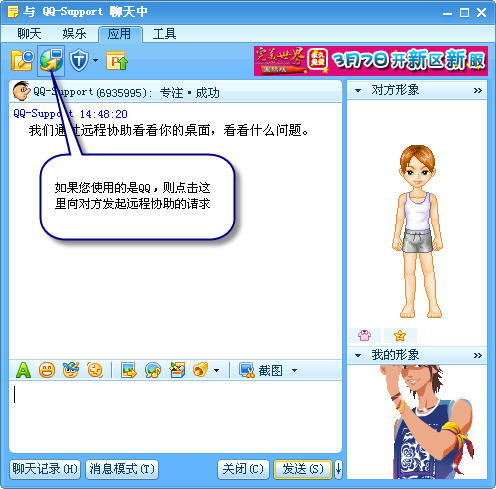 与 QQ-Support 聊天中
聊天 娱乐 应用 工具
完美世界
3月7日开新区新服
QQ-Support(6935995): 专注·成功
QQ-Support 14:48:20
我们通过远程协助看看你的桌面，看看什么问题。
如果您使用的是QQ，则点击这
里向对方发起远程协助的请求
对方形象
我的形象
截图
聊天记录(H) 消息模式(T) 关闭(C) 发送(S)